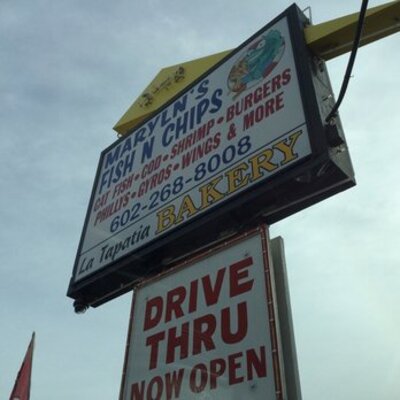 MARYLN'S
FISH N CHIPS
CAT FISH • COD • SHRIMP • BURGERS
PHILLYS • GYROS • WINGS & MORE
602-268-8008
La Tapatia BAKERY
DRIVE
THRU
NOW OPEN